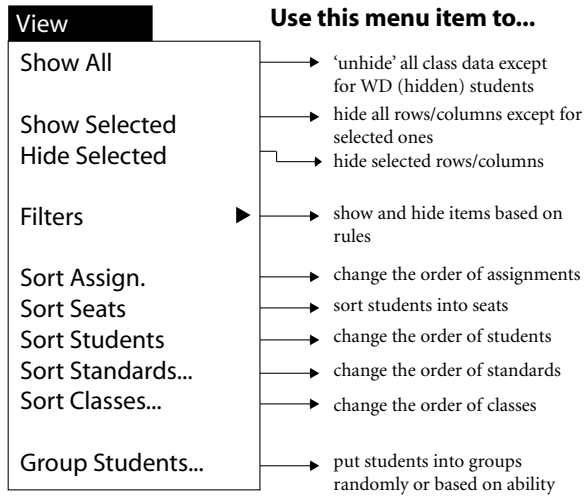 View
Use this menu item to...
Show All
'unhide' all class data except
for WD (hidden) students
Show Selected
hide all rows/columns except for
selected ones
Hide Selected
hide selected rows/columns
Filters
show and hide items based on
rules
Sort Assign.
change the order of assignments
Sort Seats
sort students into seats
Sort Students
change the order of students
Sort Standards...
change the order of standards
Sort Classes...
change the order of classes
Group Students...
put students into groups
randomly or based on ability